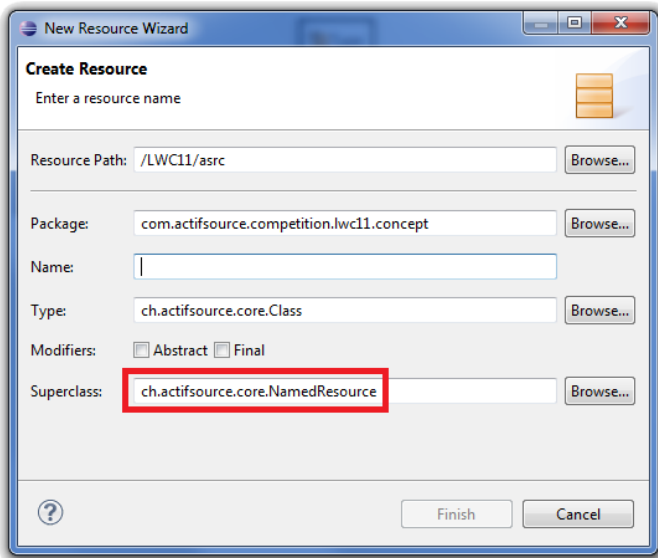 New Resource Wizard
Create Resource
Enter a resource name
Resource Path: /LWC11/asrc Browse...
Package: com.actifsource.competition.lwc11.concept Browse...
Name:
Type: ch.actifsource.core.Class Browse...
Modifiers: Abstract Final
Superclass: ch.actifsource.core.NamedResource Browse...
? Finish Cancel